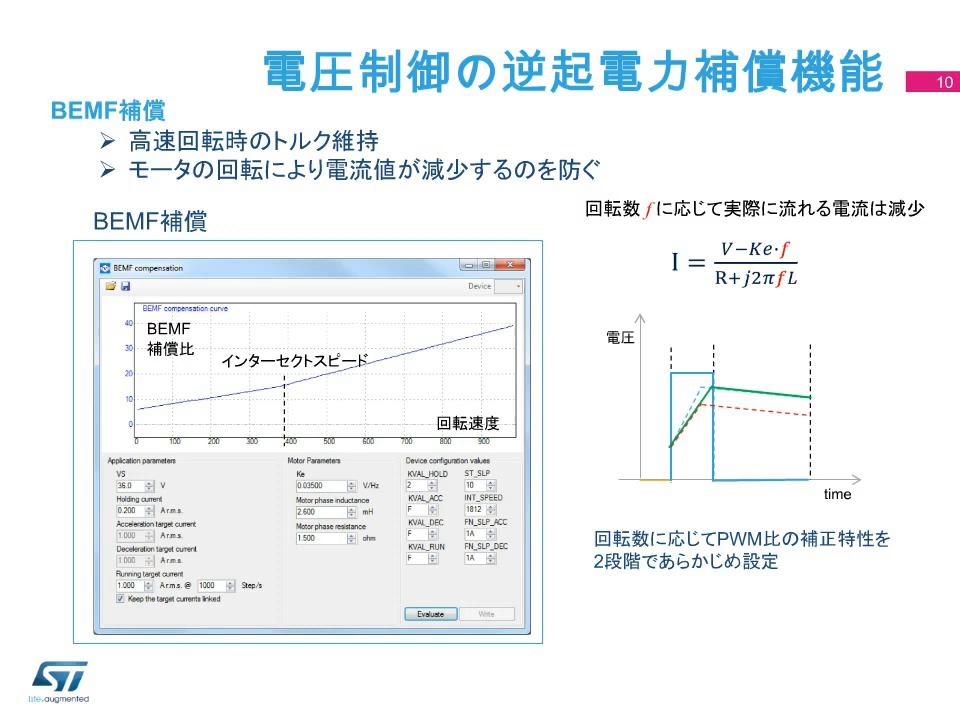 電圧制御の逆起電力補償機能
10
BEMF補償
➢ 高速回転時のトルク維持
➢ モータの回転により電流値が減少するのを防ぐ
BEMF補償
BEMF compensation
Device
BEMF compensation curve
BEMF
補償比
インターセクトスピード
回転速度
40
30
20
10
0
0 100 200 300 400 500 600 700 800 900
Application parameters
VS
36.0 V
Holding current
0.200 A r.m.s.
Acceleration target current
1.000 A r.m.s.
Deceleration target current
1.000 A r.m.s.
Running target current
1.000 A r.m.s. @ 1000 Step/s
Keep the target currents linked
Motor Parameters
Ke
0.03500 V/Hz
Motor phase inductance
2.600 mH
Motor phase resistance
1.500 ohm
Device configuration values
KVAL_HOLD ST_SLP
2 10
KVAL_ACC INT_SPEED
F 1812
KVAL_DEC FN_SLP_ACC
F 1A
KVAL_RUN FN_SLP_DEC
F 1A
Evaluate Write
回転数 f に応じて実際に流れる電流は減少
I = (V−Ke·f)/(R+j2πfL)
電圧
time
回転数に応じてPWM比の補正特性を
2段階であらかじめ設定
ST
life.augmented